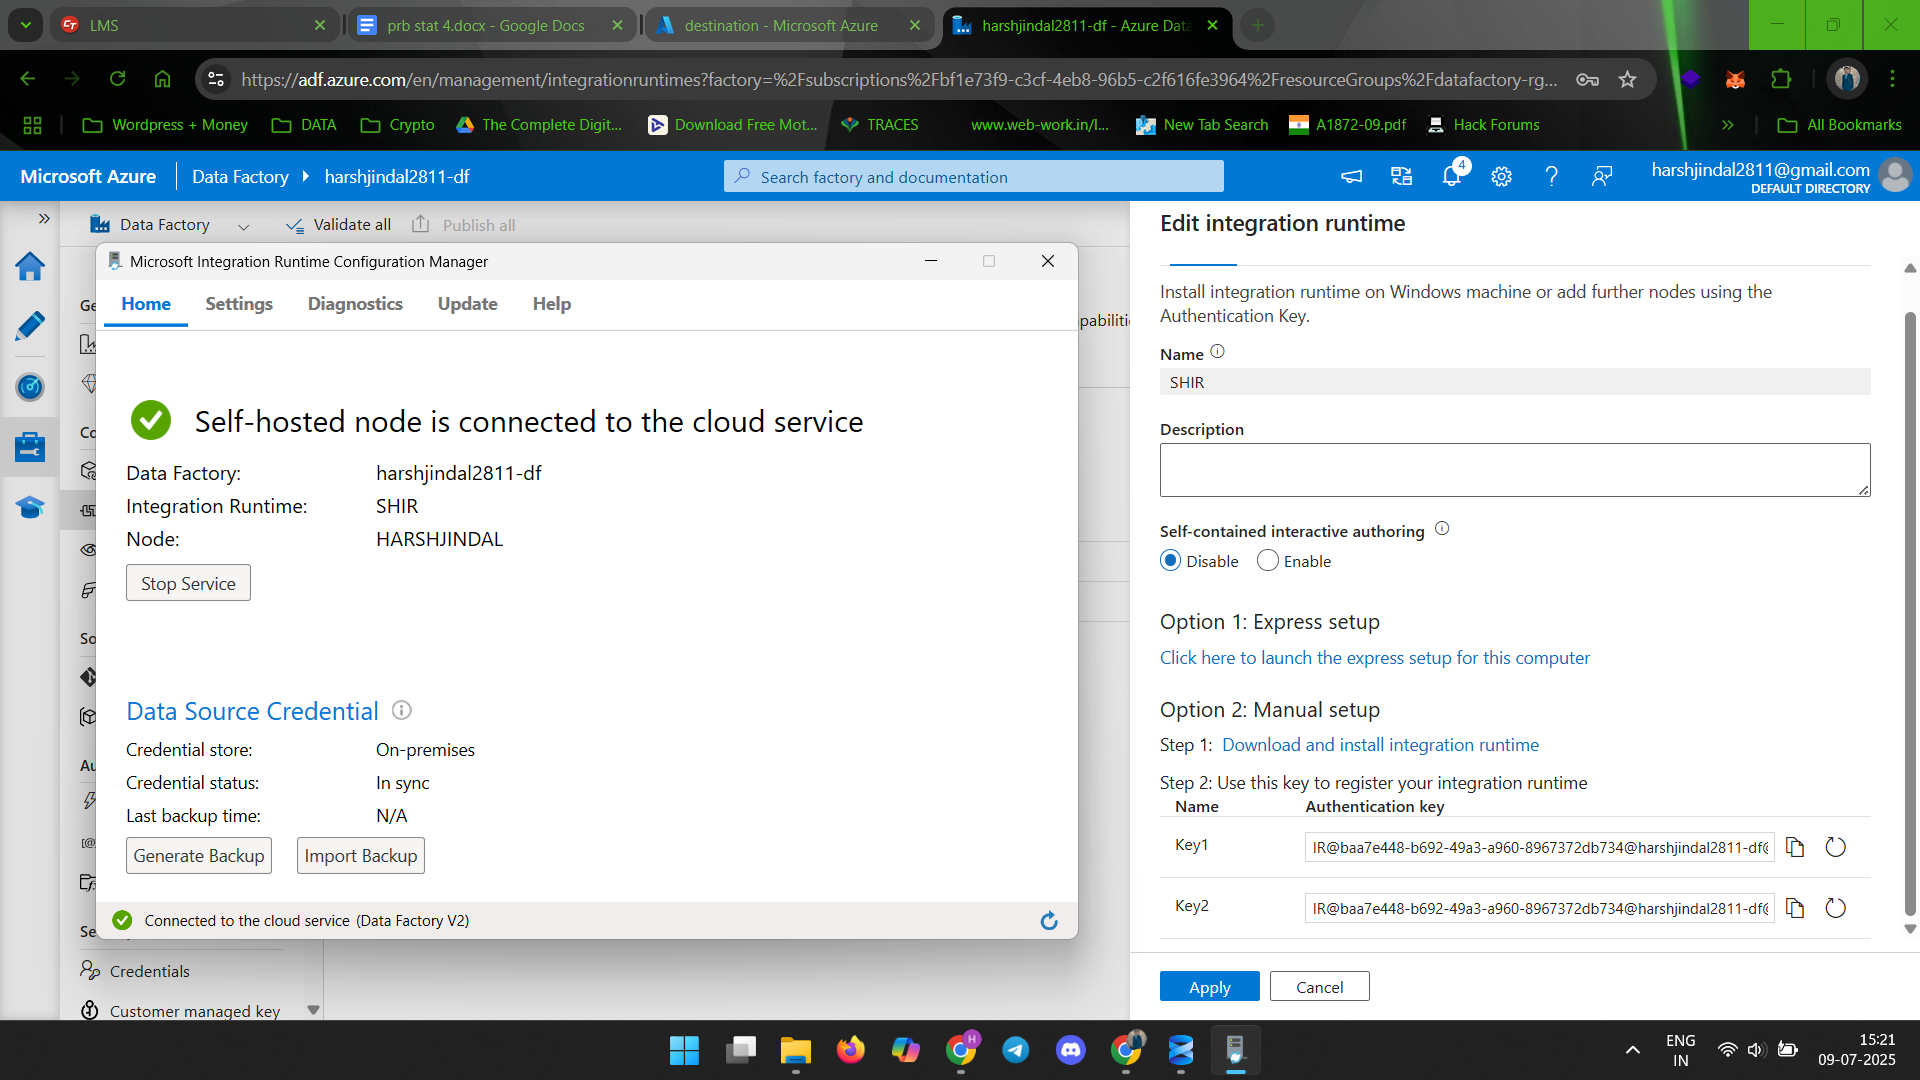 LMS
prb stat 4.docx - Google Docs
destination - Microsoft Azure
harshjindal2811-df - Azure Data
https://adf.azure.com/en/management/integrationruntimes?factory=%2Fsubscriptions%2Fbf1e73f9-c3cf-4eb8-96b5-c2f616fe3964%2FresourceGroups%2Fdatafactory-rg...
Wordpress + Money
DATA
Crypto
The Complete Digit...
Download Free Mot...
TRACES
www.web-work.in/l...
New Tab Search
A1872-09.pdf
Hack Forums
»
All Bookmarks
Microsoft Azure
Data Factory
harshjindal2811-df
Search factory and documentation
4
harshjindal2811@gmail.com
DEFAULT DIRECTORY
Data Factory
Validate all
Publish all
Microsoft Integration Runtime Configuration Manager
Home
Settings
Diagnostics
Update
Help
Self-hosted node is connected to the cloud service
Data Factory: harshjindal2811-df
Integration Runtime: SHIR
Node: HARSHJINDAL
Stop Service
Data Source Credential
Credential store: On-premises
Credential status: In sync
Last backup time: N/A
Generate Backup
Import Backup
Connected to the cloud service (Data Factory V2)
Ge
Co
So
Au
Se
Credentials
Customer managed key
pabiliti
Edit integration runtime
Install integration runtime on Windows machine or add further nodes using the
Authentication Key.
Name
SHIR
Description
Self-contained interactive authoring
Disable
Enable
Option 1: Express setup
Click here to launch the express setup for this computer
Option 2: Manual setup
Step 1: Download and install integration runtime
Step 2: Use this key to register your integration runtime
Name Authentication key
Key1 IR@baa7e448-b692-49a3-a960-8967372db734@harshjindal2811-df@
Key2 IR@baa7e448-b692-49a3-a960-8967372db734@harshjindal2811-df@
Apply
Cancel
H
ENG
IN
15:21
09-07-2025